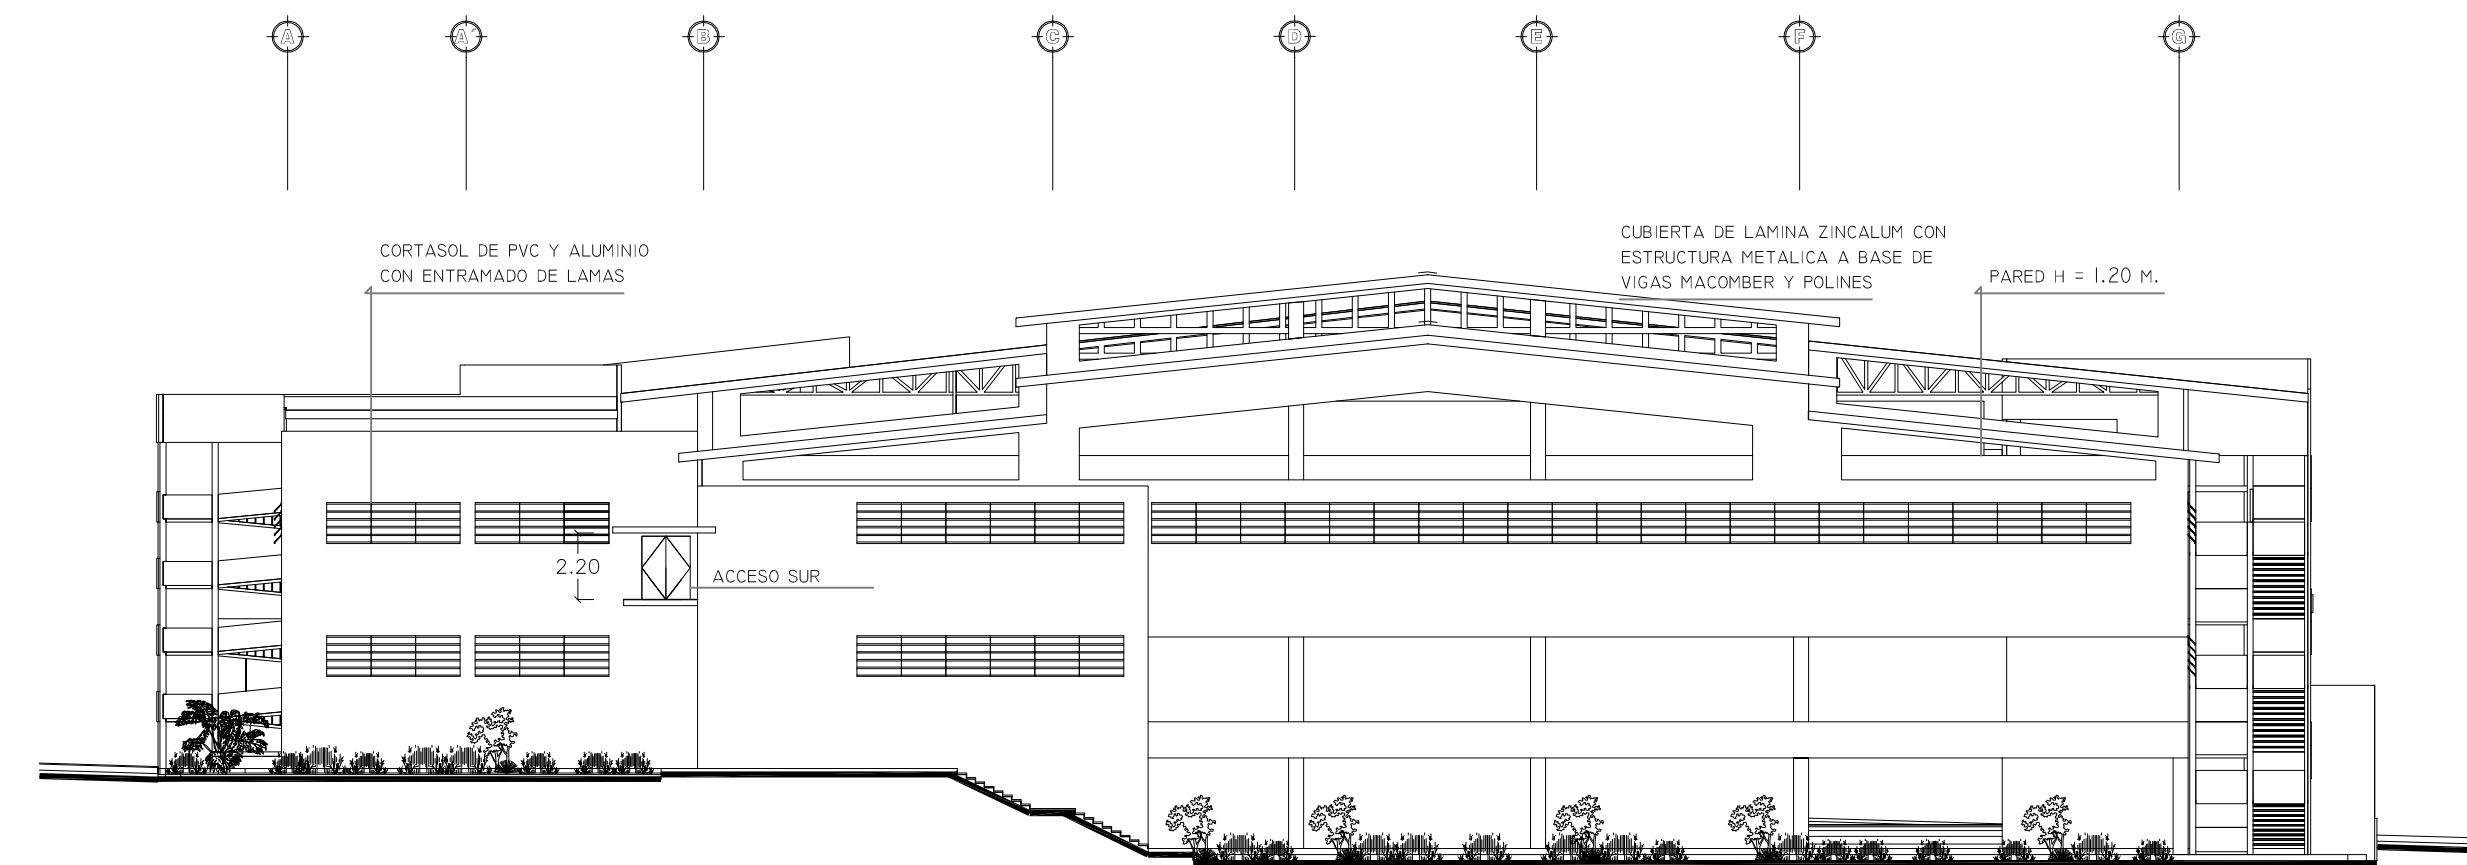 A A´ B C D E F G
CUBIERTA DE LAMINA ZINCALUM CON
ESTRUCTURA METALICA A BASE DE
VIGAS MACOMBER Y POLINES
CORTASOL DE PVC Y ALUMINIO
CON ENTRAMADO DE LAMAS
PARED H = 1.20 M.
2.20
ACCESO SUR